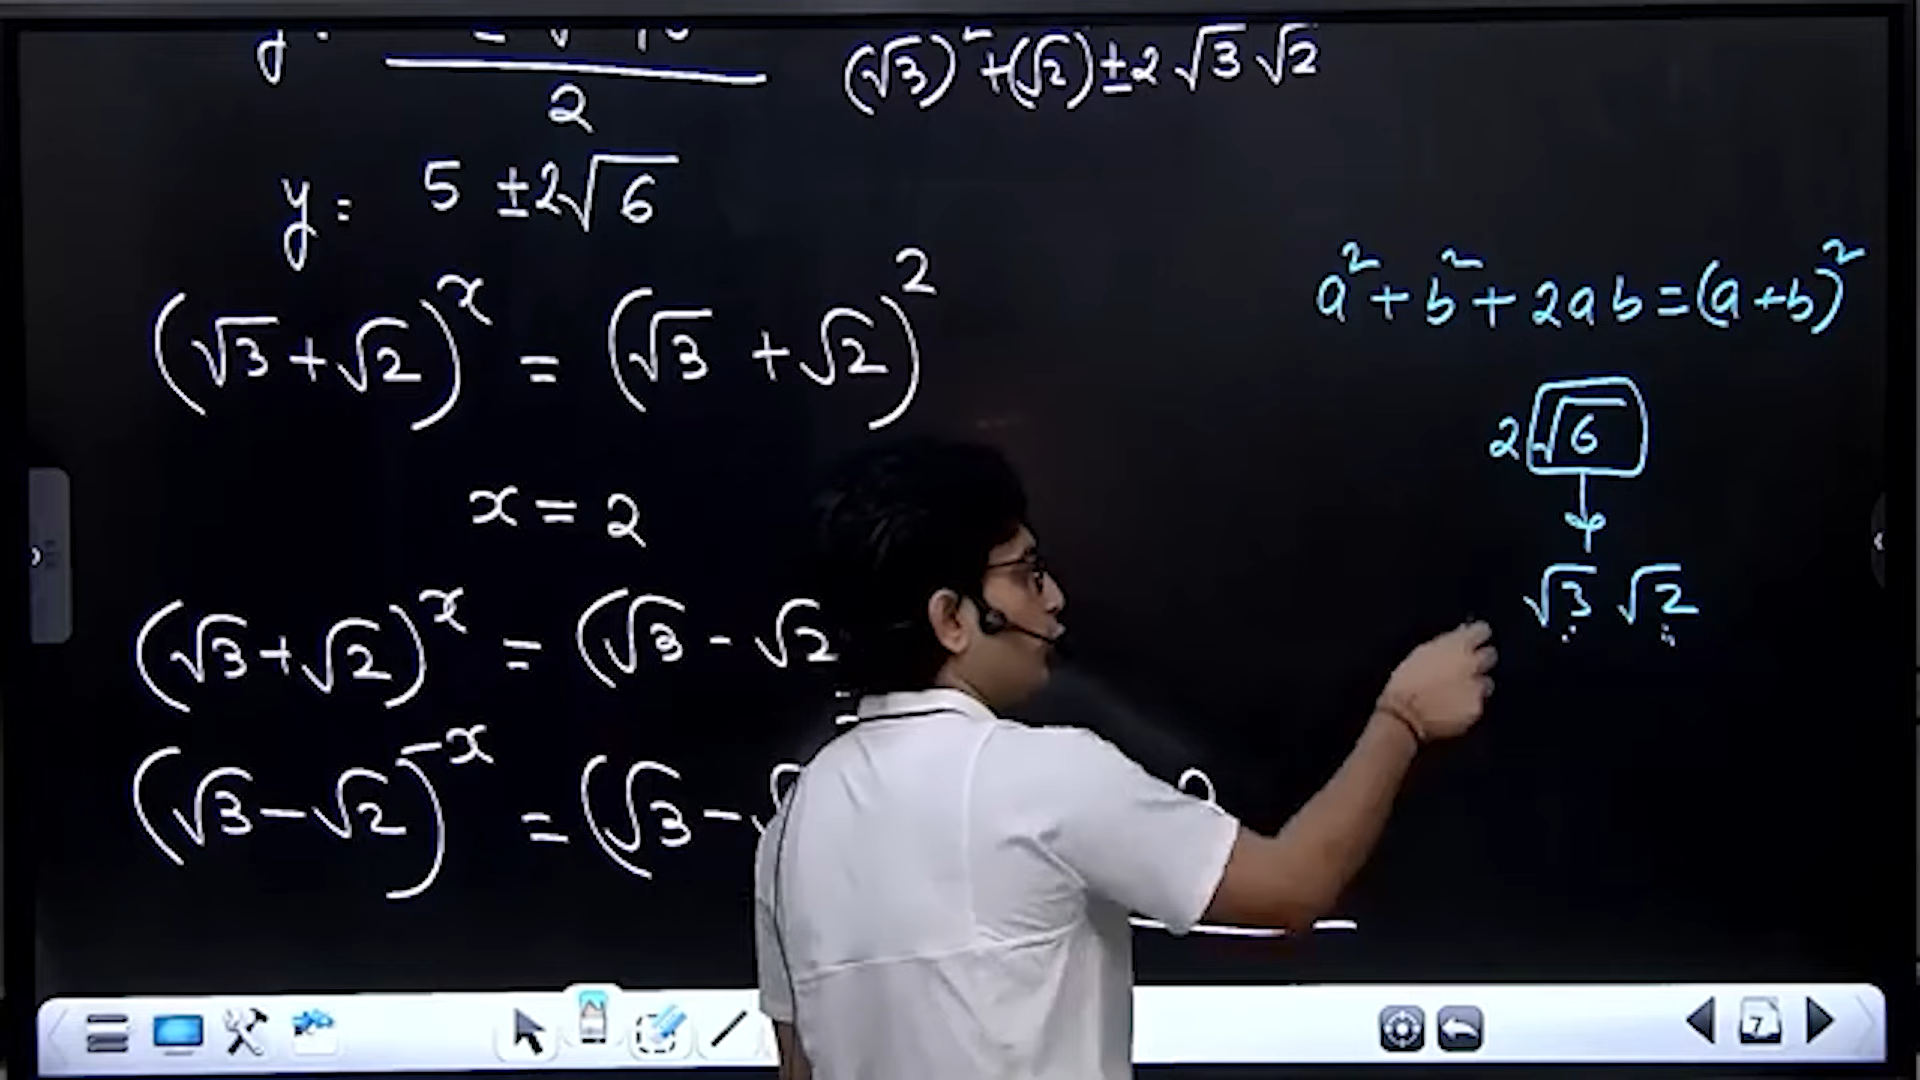 2
(√3)² + (√2) ± 2 √3 √2
y = 5 ± 2√6
(√3 + √2)^x = (√3 + √2)²
x = 2
(√3 + √2)^x = (√3 - √2
(√3 - √2)^-x = (√3 -
a² + b² + 2ab = (a + b)²
2√6
√3 √2
7